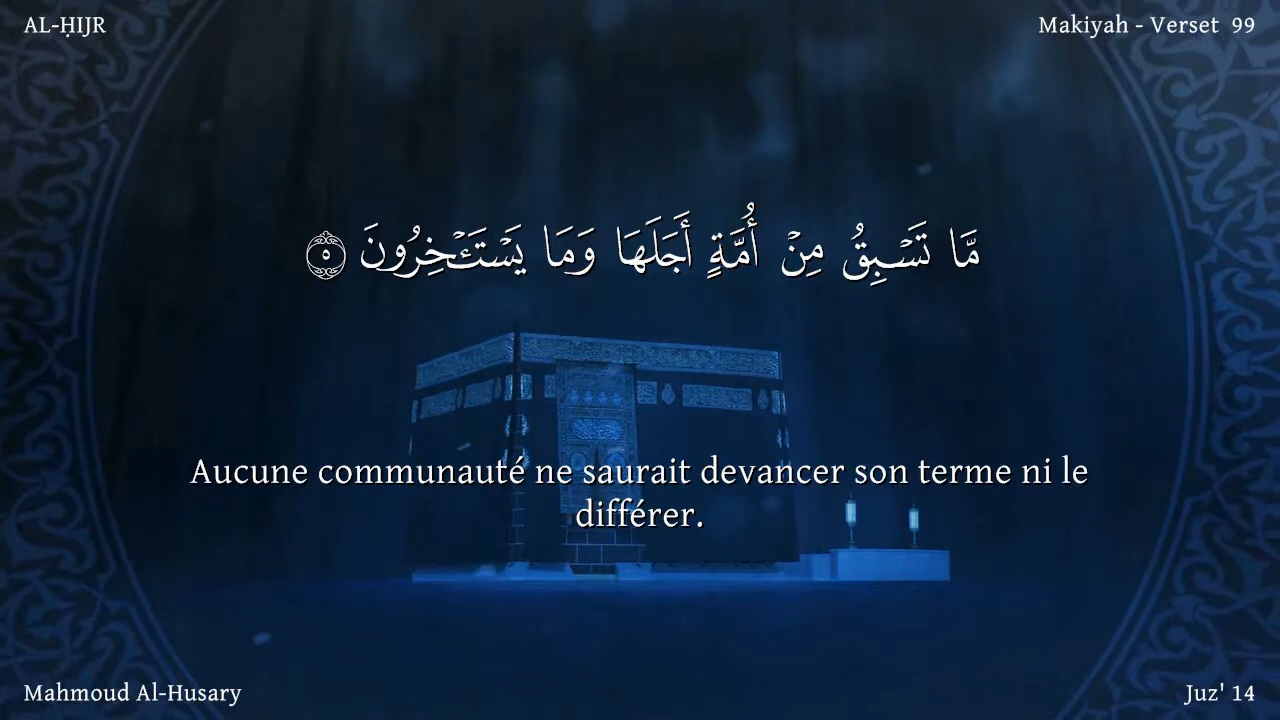 AL-ḤIJR
Makiyah - Verset  99
مَّا تَسْبِقُ مِنْ أُمَّةٍ أَجَلَهَا وَمَا يَسْتَـْٔخِرُونَ ٥
Aucune communauté ne saurait devancer son terme ni le
différer.
Mahmoud Al-Husary
Juz' 14